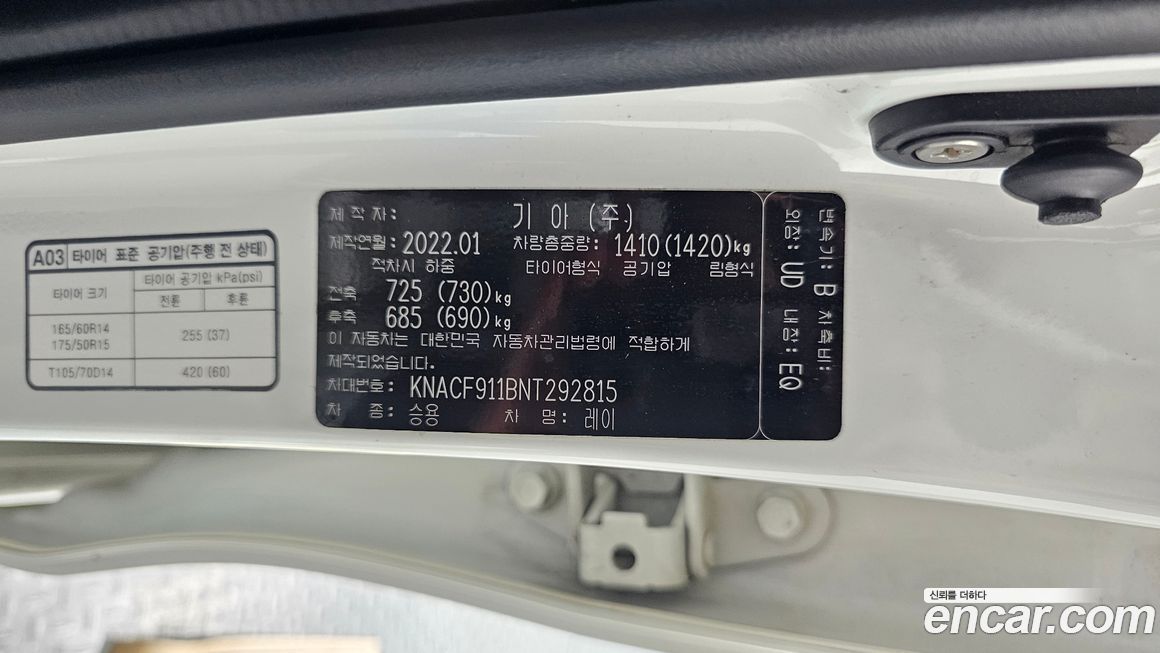 A03 타이어 표준 공기압(주행 전 상태)
타이어 크기
타이어 공기압 kPa(psi)
전륜 후륜
165/60R14
175/50R15
255 (37)
T105/70D14 420 (60)
제 작 자: 기 아 (주)
제작연월: 2022.01 차량총중량: 1410(1420)kg
적차시 하중 타이어형식 공기압 림형식
전축 725 (730)kg
후축 685 (690)kg
이 자동차는 대한민국 자동차관리법령에 적합하게
제작되었습니다.
차대번호: KNACF911BNT292815
차 종: 승용 차 명: 레이
변속기: B 차축비:
외장: UD 내장: EQ
신뢰를 더하다
encar.com